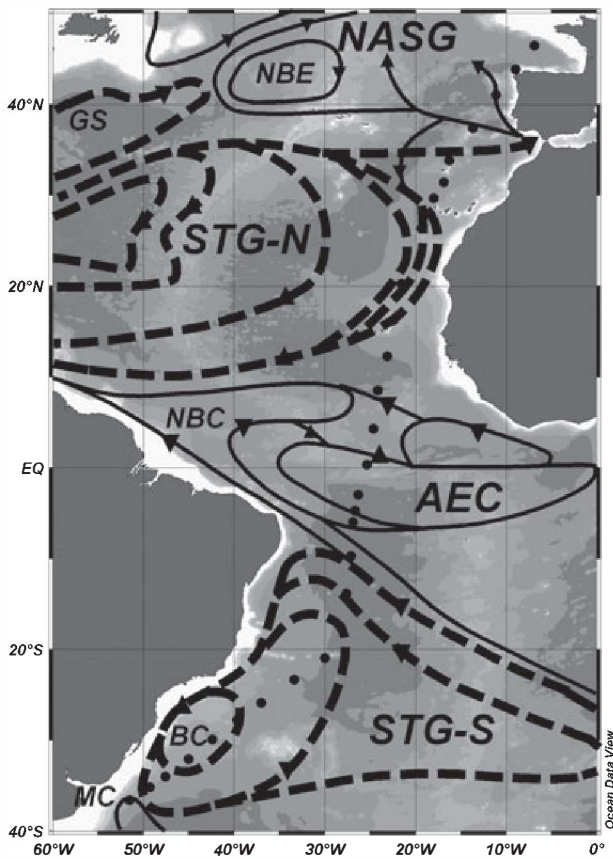 NASG
NBE
40°N
GS
STG-N
20°N
NBC
EQ
AEC
20°S
STG-S
BC
MC
40°S
60°W
50°W
40°W
30°W
20°W
10°W
0°
Ocean Data View